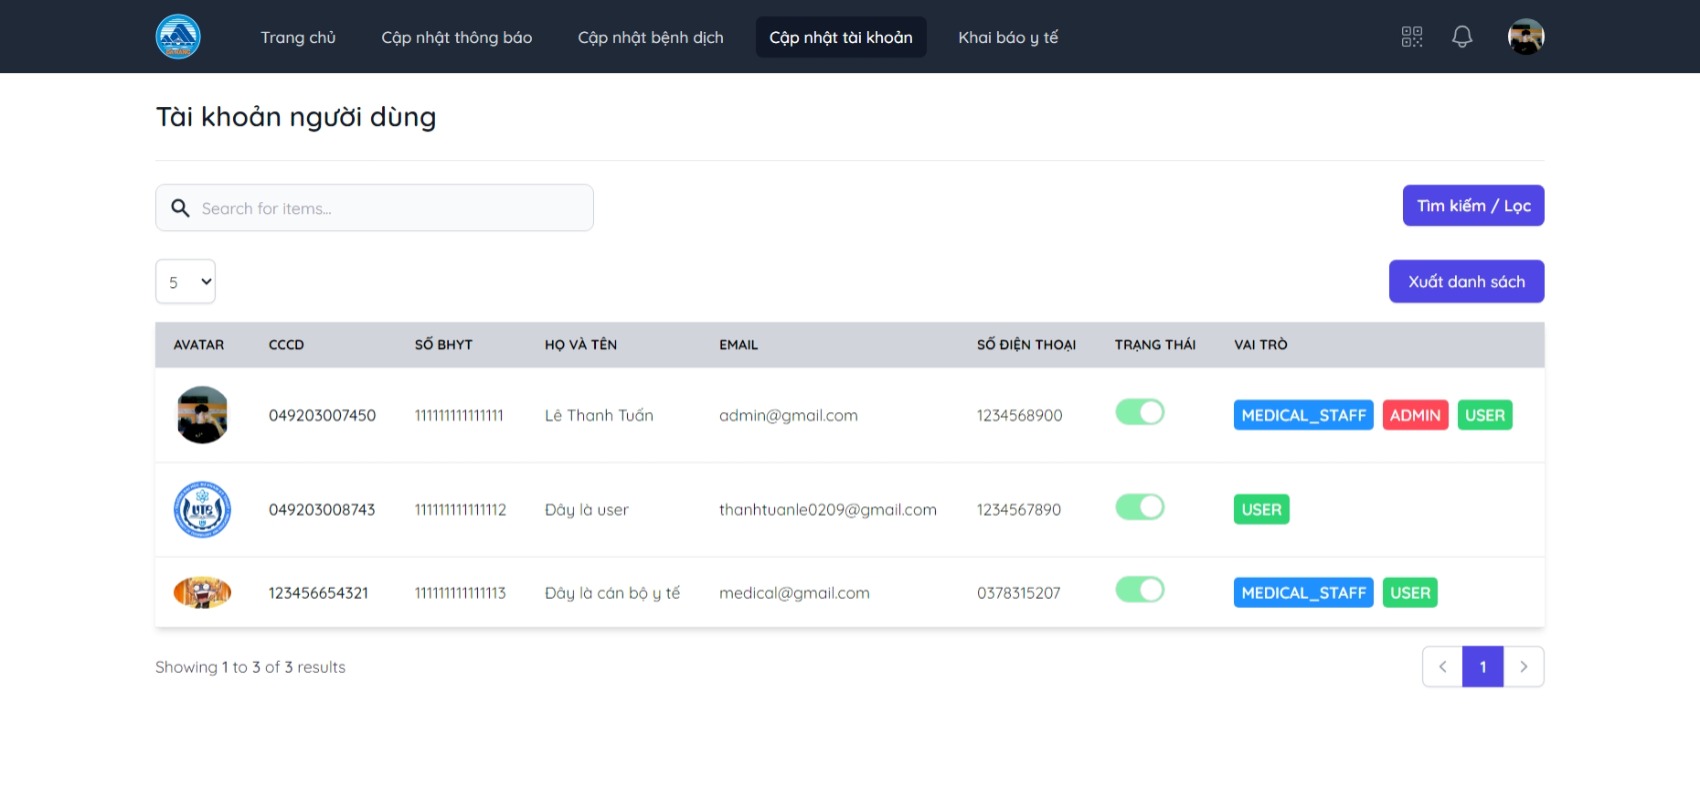 Trang chủ Cập nhật thông báo Cập nhật bệnh dịch Cập nhật tài khoản Khai báo y tế
Tài khoản người dùng
Search for items...
Tìm kiếm / Lọc
5
Xuất danh sách
AVATAR CCCD SỐ BHYT HỌ VÀ TÊN EMAIL SỐ ĐIỆN THOẠI TRẠNG THÁI VAI TRÒ
049203007450 111111111111111 Lê Thanh Tuấn admin@gmail.com 1234568900 MEDICAL_STAFF ADMIN USER
049203008743 111111111111112 Đây là user thanhtuanle0209@gmail.com 1234567890 USER
123456654321 111111111111113 Đây là cán bộ y tế medical@gmail.com 0378315207 MEDICAL_STAFF USER
Showing 1 to 3 of 3 results
1